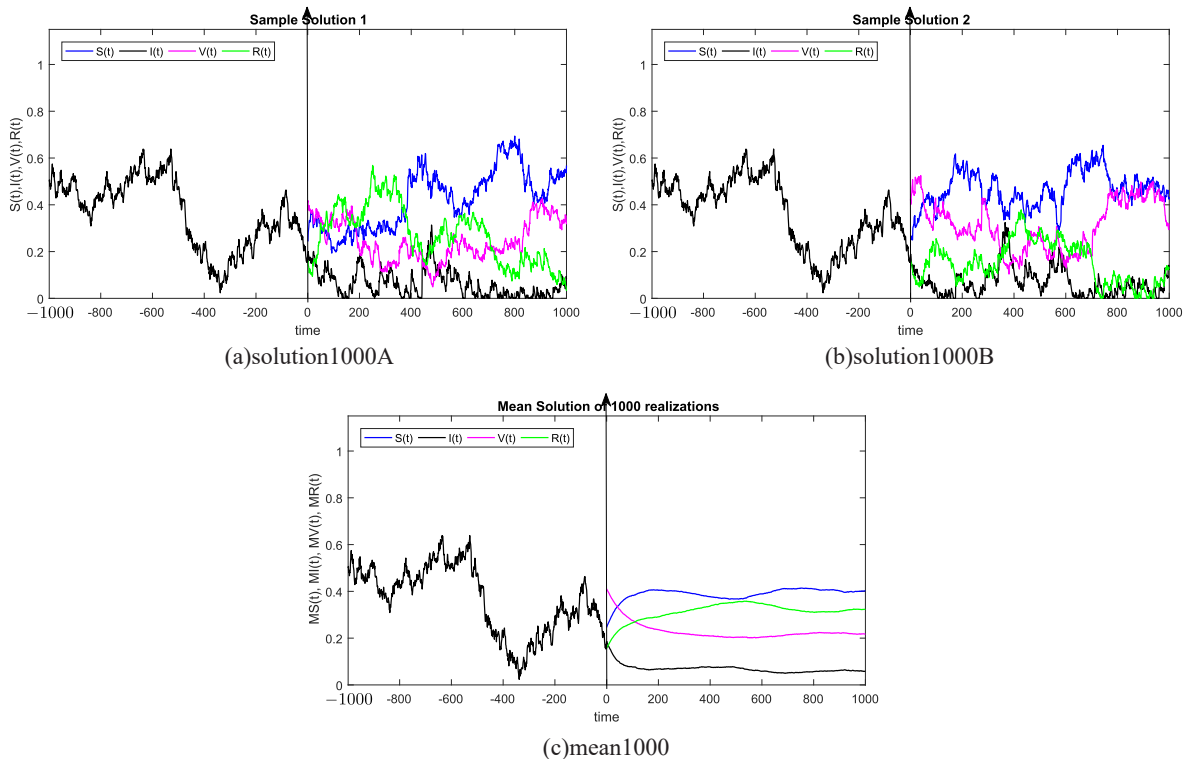 Sample Solution 1
S(t) I(t) V(t) R(t)
S(t),I(t),V(t),R(t)
1
0.8
0.6
0.4
0.2
0
−1000 -800 -600 -400 -200 0 200 400 600 800 1000
time
(a)solution1000A
Sample Solution 2
S(t) I(t) V(t) R(t)
S(t),I(t),V(t),R(t)
1
0.8
0.6
0.4
0.2
0
−1000 -800 -600 -400 -200 0 200 400 600 800 1000
time
(b)solution1000B
Mean Solution of 1000 realizations
S(t) I(t) V(t) R(t)
MS(t), MI(t), MV(t), MR(t)
1
0.8
0.6
0.4
0.2
0
−1000 -800 -600 -400 -200 0 200 400 600 800 1000
time
(c)mean1000